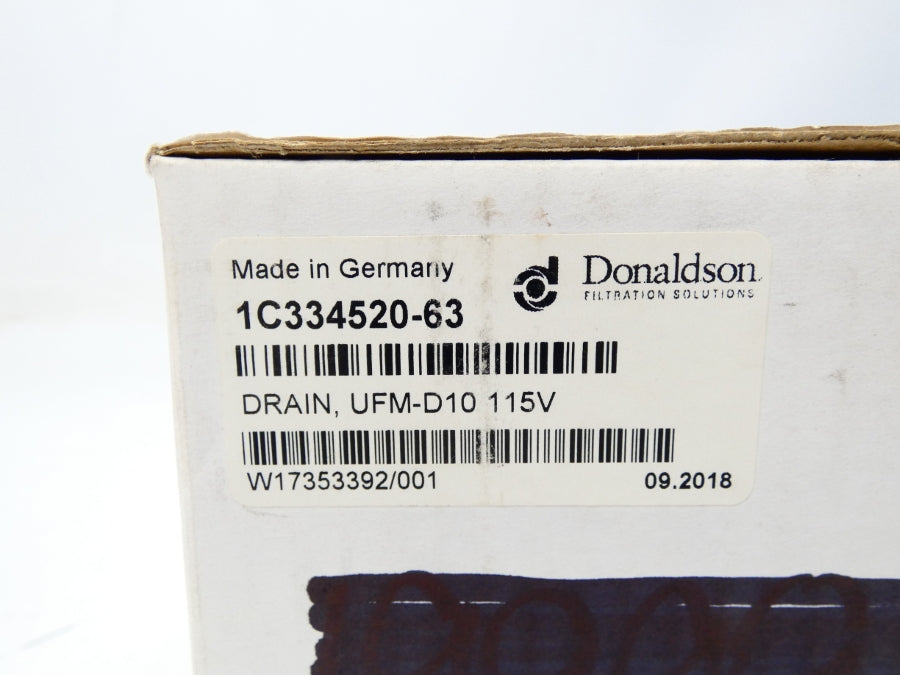 Made in Germany
Donaldson.
FILTRATION SOLUTIONS
1C334520-63
DRAIN, UFM-D10 115V
W17353392/001
09.2018